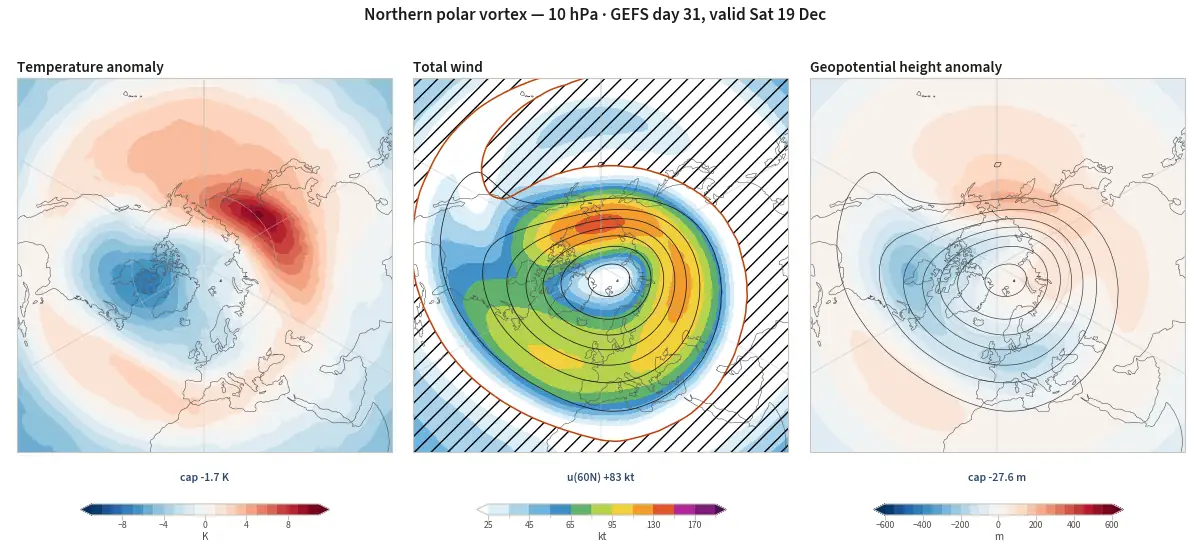 Northern polar vortex — 10 hPa · GEFS day 31, valid Sat 19 Dec
Temperature anomaly
Total wind
Geopotential height anomaly
cap -1.7 K
u(60N) +83 kt
cap -27.6 m
−8 −4 0 4 8
K
25 45 65 95 130 170
kt
−600 −400 −200 0 200 400 600
m